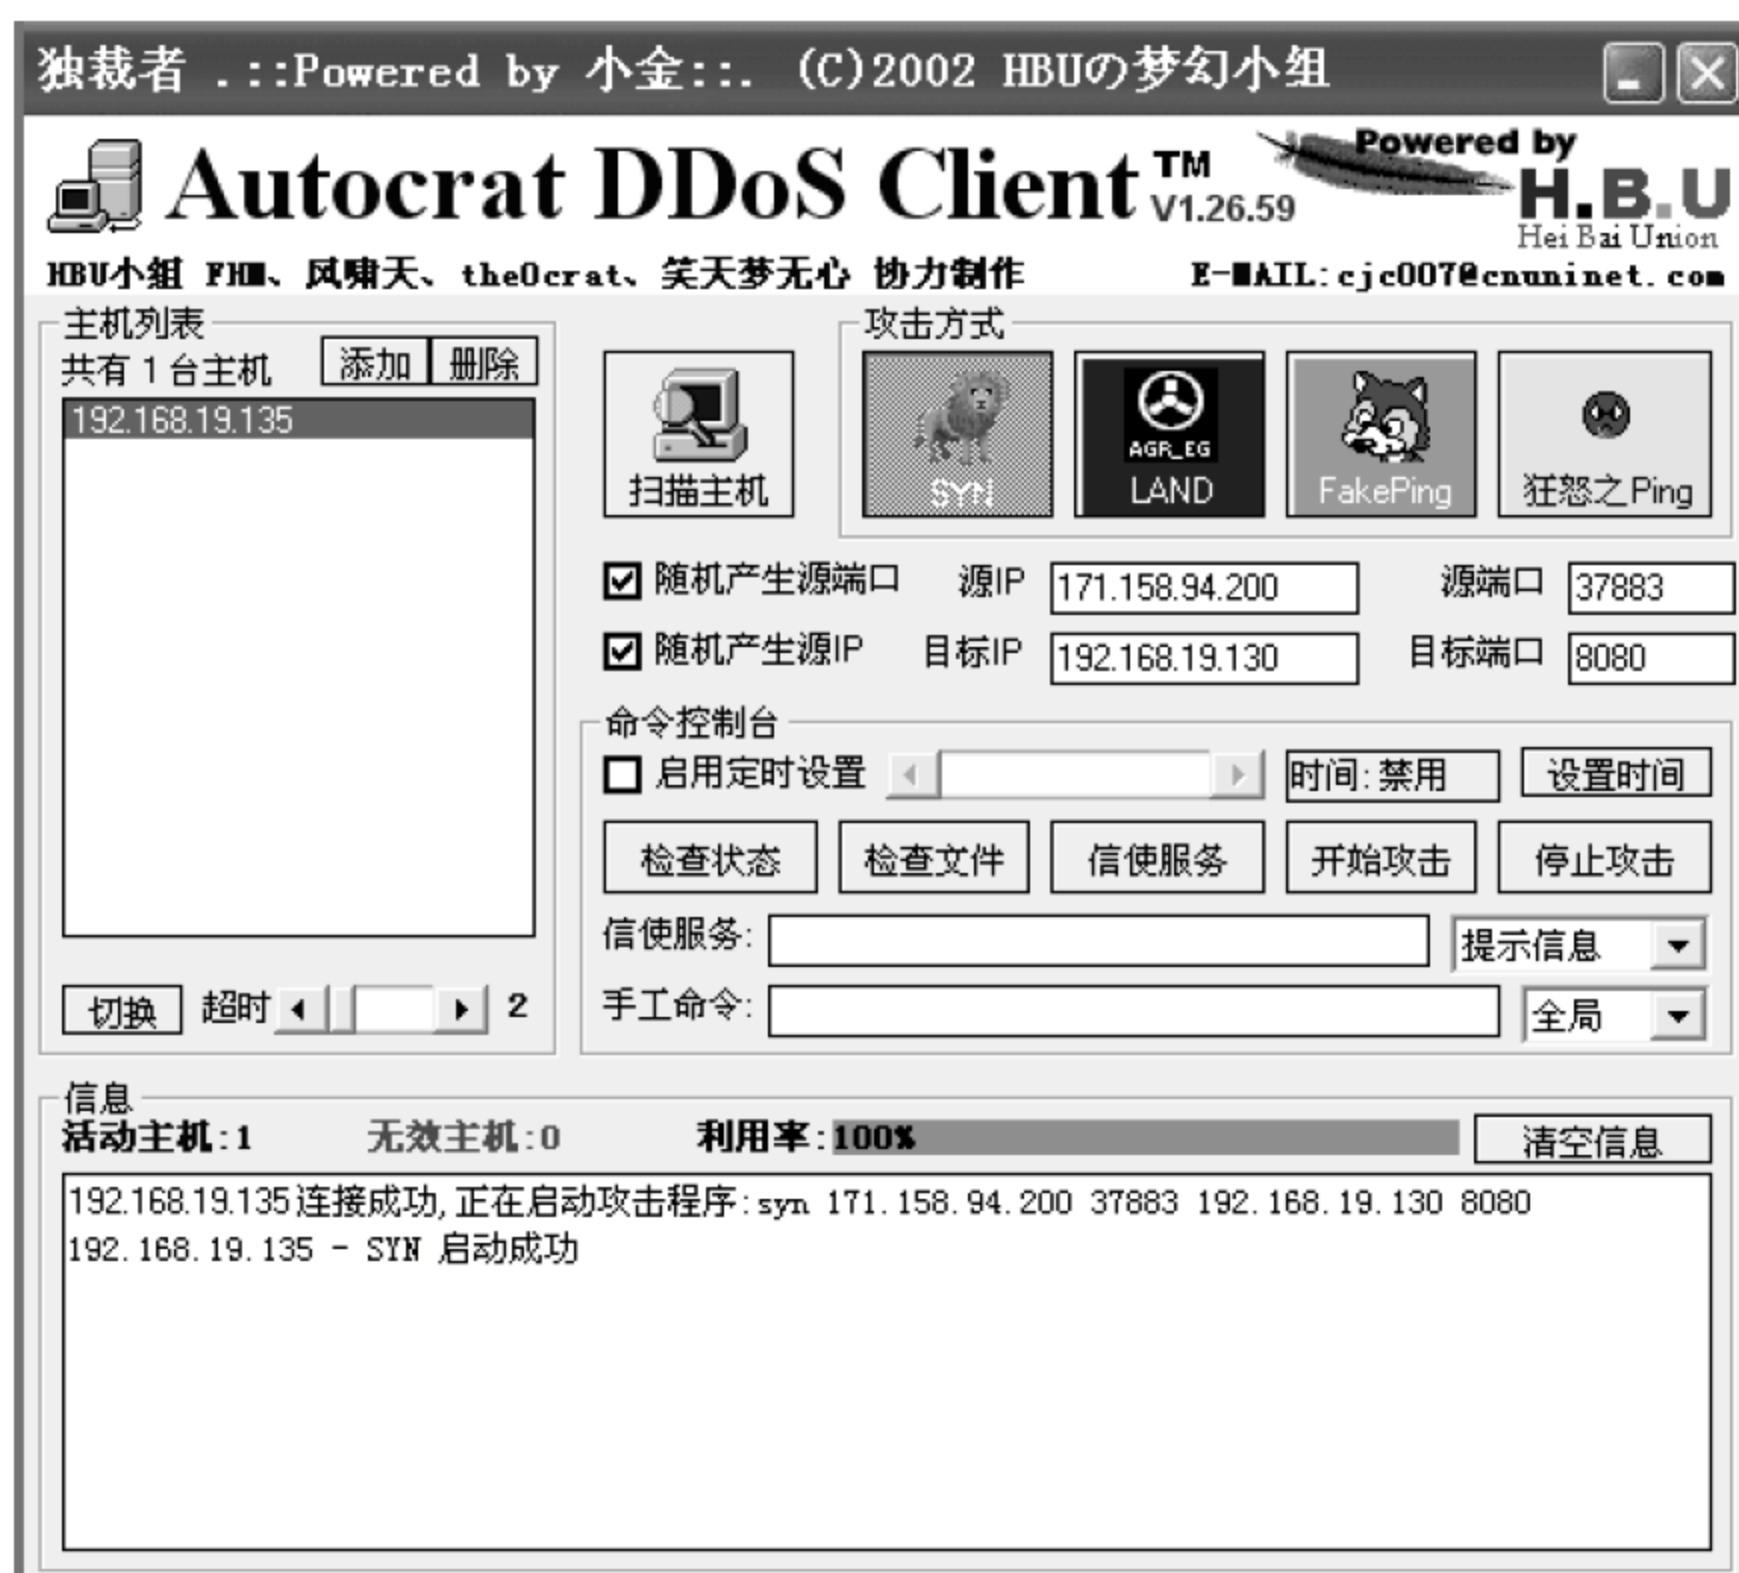 独裁者 .::Powered by 小金::. (C)2002 HBUの梦幻小组
Autocrat DDoS Client TM V1.26.59
Powered by
H.B.U
Hei Bai Union
HBU小组 FHM、风啸天、the0crat、笑天梦无心 协力制作 E-MAIL:cjc007@cnuninet.com
主机列表
共有 1 台主机 添加 删除
192.168.19.135
切换 超时 2
扫描主机
攻击方式
SYN
AGR_EG
LAND
FakePing
狂怒之Ping
随机产生源端口 源IP 171.158.94.200 源端口 37883
随机产生源IP 目标IP 192.168.19.130 目标端口 8080
命令控制台
启用定时设置 时间:禁用 设置时间
检查状态 检查文件 信使服务 开始攻击 停止攻击
信使服务: 提示信息
手工命令: 全局
信息
活动主机:1 无效主机:0 利用率:100% 清空信息
192.168.19.135连接成功,正在启动攻击程序:syn 171.158.94.200 37883 192.168.19.130 8080
192.168.19.135 - SYN 启动成功